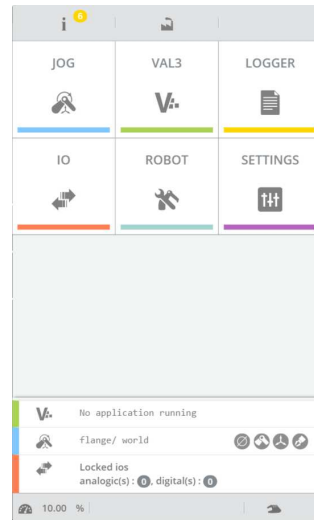 i 6
JOG VAL3 LOGGER
IO ROBOT SETTINGS
No application running
flange/ world
Locked ios
analogic(s) : 0, digital(s) : 0
10.00 %